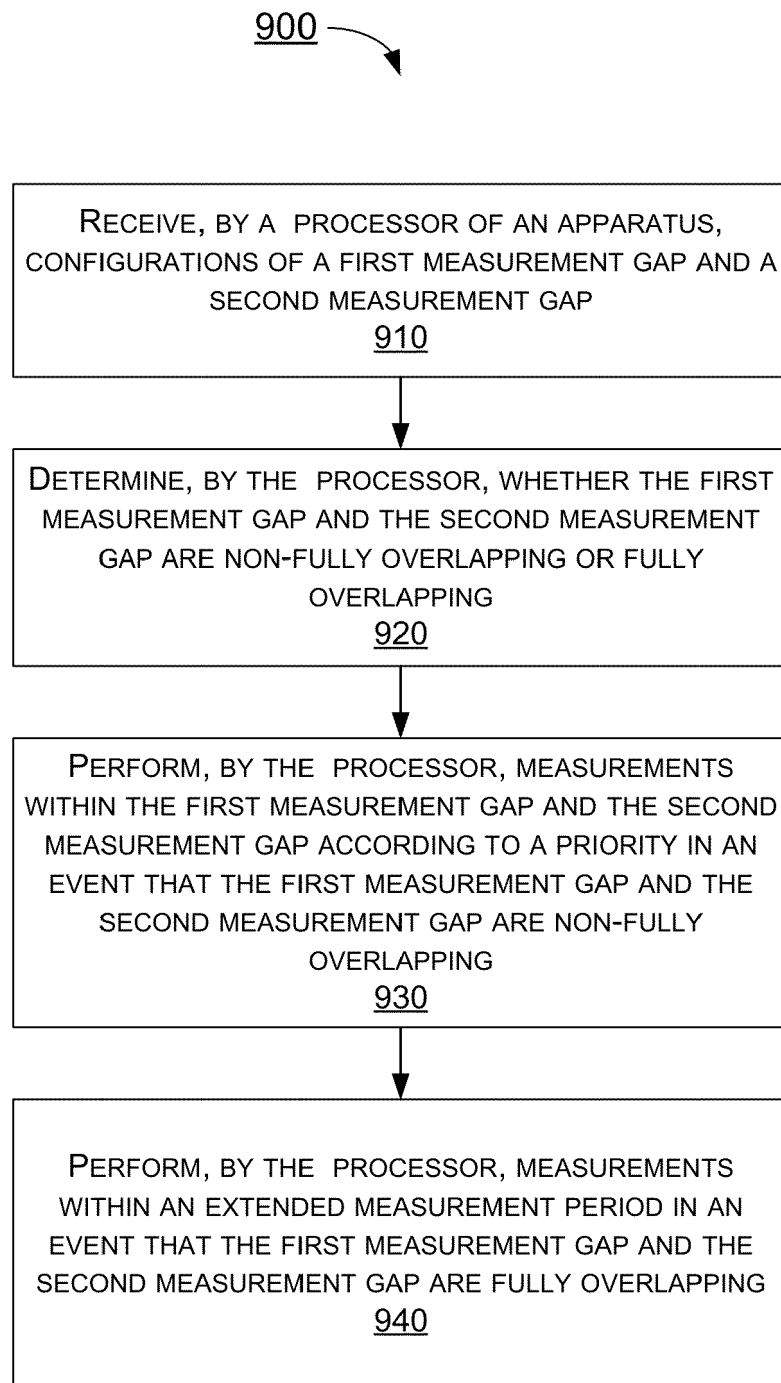 900
RECEIVE, BY A PROCESSOR OF AN APPARATUS,
CONFIGURATIONS OF A FIRST MEASUREMENT GAP AND A
SECOND MEASUREMENT GAP
910
DETERMINE, BY THE PROCESSOR, WHETHER THE FIRST
MEASUREMENT GAP AND THE SECOND MEASUREMENT
GAP ARE NON-FULLY OVERLAPPING OR FULLY
OVERLAPPING
920
PERFORM, BY THE PROCESSOR, MEASUREMENTS
WITHIN THE FIRST MEASUREMENT GAP AND THE SECOND
MEASUREMENT GAP ACCORDING TO A PRIORITY IN AN
EVENT THAT THE FIRST MEASUREMENT GAP AND THE
SECOND MEASUREMENT GAP ARE NON-FULLY
OVERLAPPING
930
PERFORM, BY THE PROCESSOR, MEASUREMENTS
WITHIN AN EXTENDED MEASUREMENT PERIOD IN AN
EVENT THAT THE FIRST MEASUREMENT GAP AND THE
SECOND MEASUREMENT GAP ARE FULLY OVERLAPPING
940